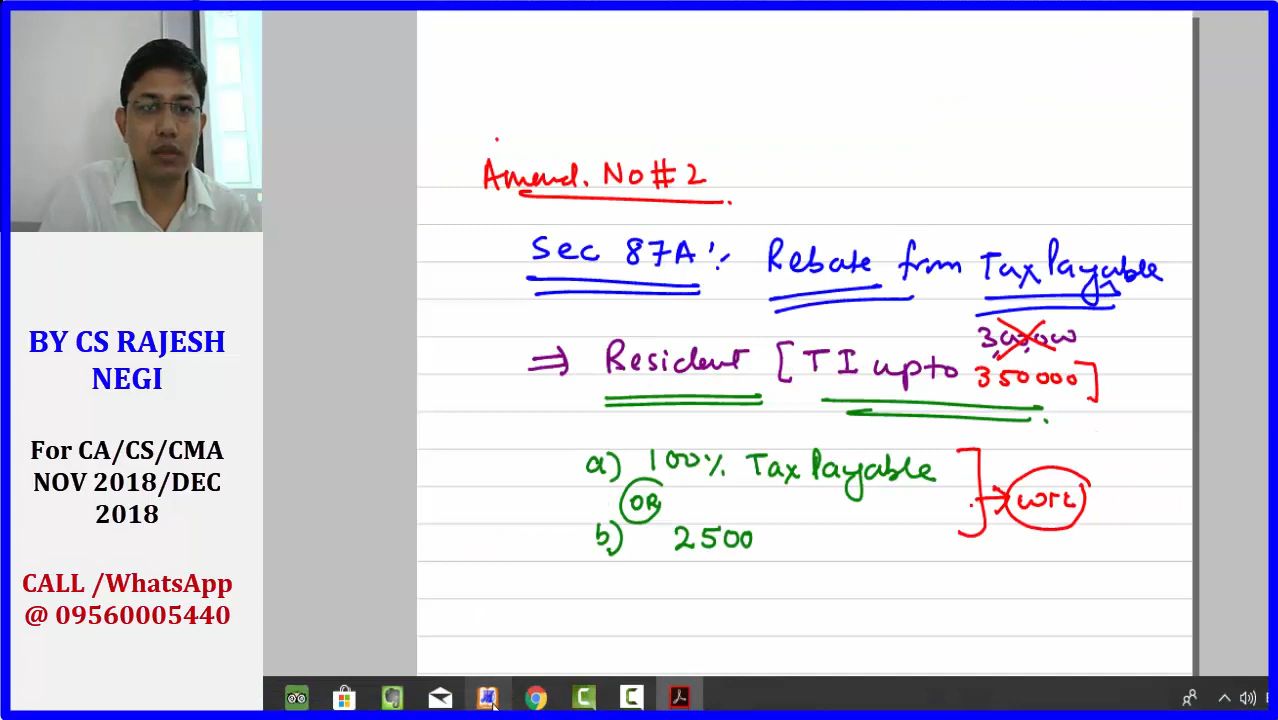 Amend. No # 2
Sec 87A :- Rebate from Tax Payable
300000
⇒ Resident [TI upto 350000]
a) 100% Tax Payable
OR
b) 2500
BY CS RAJESH
NEGI
For CA/CS/CMA
NOV 2018/DEC
2018
CALL /WhatsApp
@ 09560005440